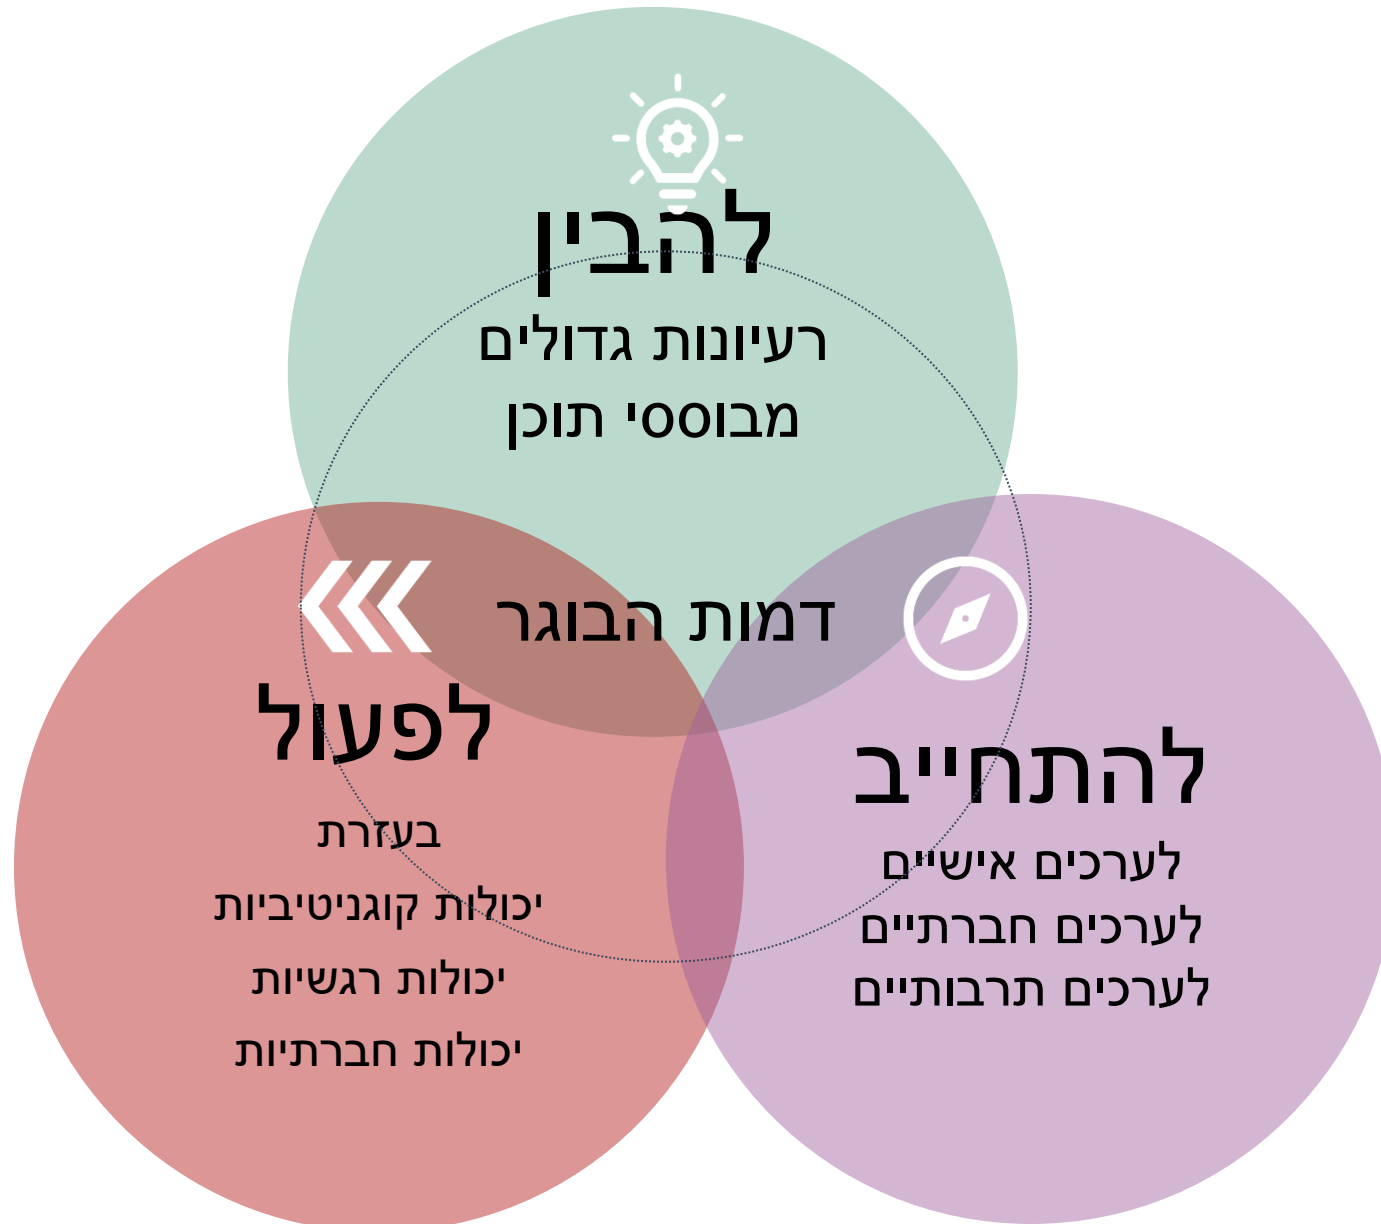 להבין
רעיונות גדולים
מבוססי תוכן
דמות הבוגר
להתחייב
לערכים אישיים
לערכים חברתיים
לערכים תרבותיים
לפעול
בעזרת
יכולות קוגניטיביות
יכולות רגשיות
יכולות חברתיות